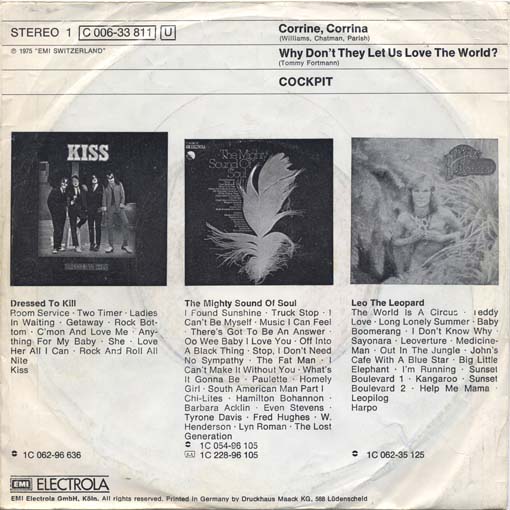 STEREO 1 C 006-33 811 U
℗ 1975 "EMI SWITZERLAND"
Corrine, Corrina
(Williams, Chatman, Parish)
Why Don't They Let Us Love The World?
(Tommy Fortmann)
COCKPIT
KISS
DRESSED TO KILL
Dressed To Kill
Room Service · Two Timer · Ladies
in Waiting · Getaway · Rock Bot-
tom · C'mon And Love Me · Any-
thing For My Baby · She · Love
Her All I Can · Rock And Roll All
Nite
Kiss
1C 062-96 636
ELECTROLA
The Mighty
Sound Of
Soul
The Mighty Sound Of Soul
I Found Sunshine · Truck Stop · I
Can't Be Myself · Music I Can Feel
· There's Got To Be An Answer ·
Oo Wee Baby I Love You · Off Into
A Black Thing · Stop, I Don't Need
No Sympathy · The Fat Man · I
Can't Make It Without You · What's
It Gonna Be · Paulette · Homely
Girl · South American Man Part I
Chi-Lites · Hamilton Bohannon ·
Barbara Acklin · Even Stevens ·
Tyrone Davis · Fred Hughes · W.
Henderson · Lyn Roman · The Lost
Generation
1C 054-96 105
1C 228-96 105
Leo The Leopard
The World Is A Circus · Teddy
Love · Long Lonely Summer · Baby
Boomerang · I Don't Know Why ·
Sayonara · Leoverture · Medicine-
Man · Out In The Jungle · John's
Cafe With A Blue Star · Big Little
Elephant · I'm Running · Sunset
Boulevard 1 · Kangaroo · Sunset
Boulevard 2 · Help Me Mama ·
Leopilog
Harpo
1C 062-35 125
EMI ELECTROLA
EMI Electrola GmbH, Köln. All rights reserved. Printed in Germany by Druckhaus Maack KG, 588 Lüdenscheid